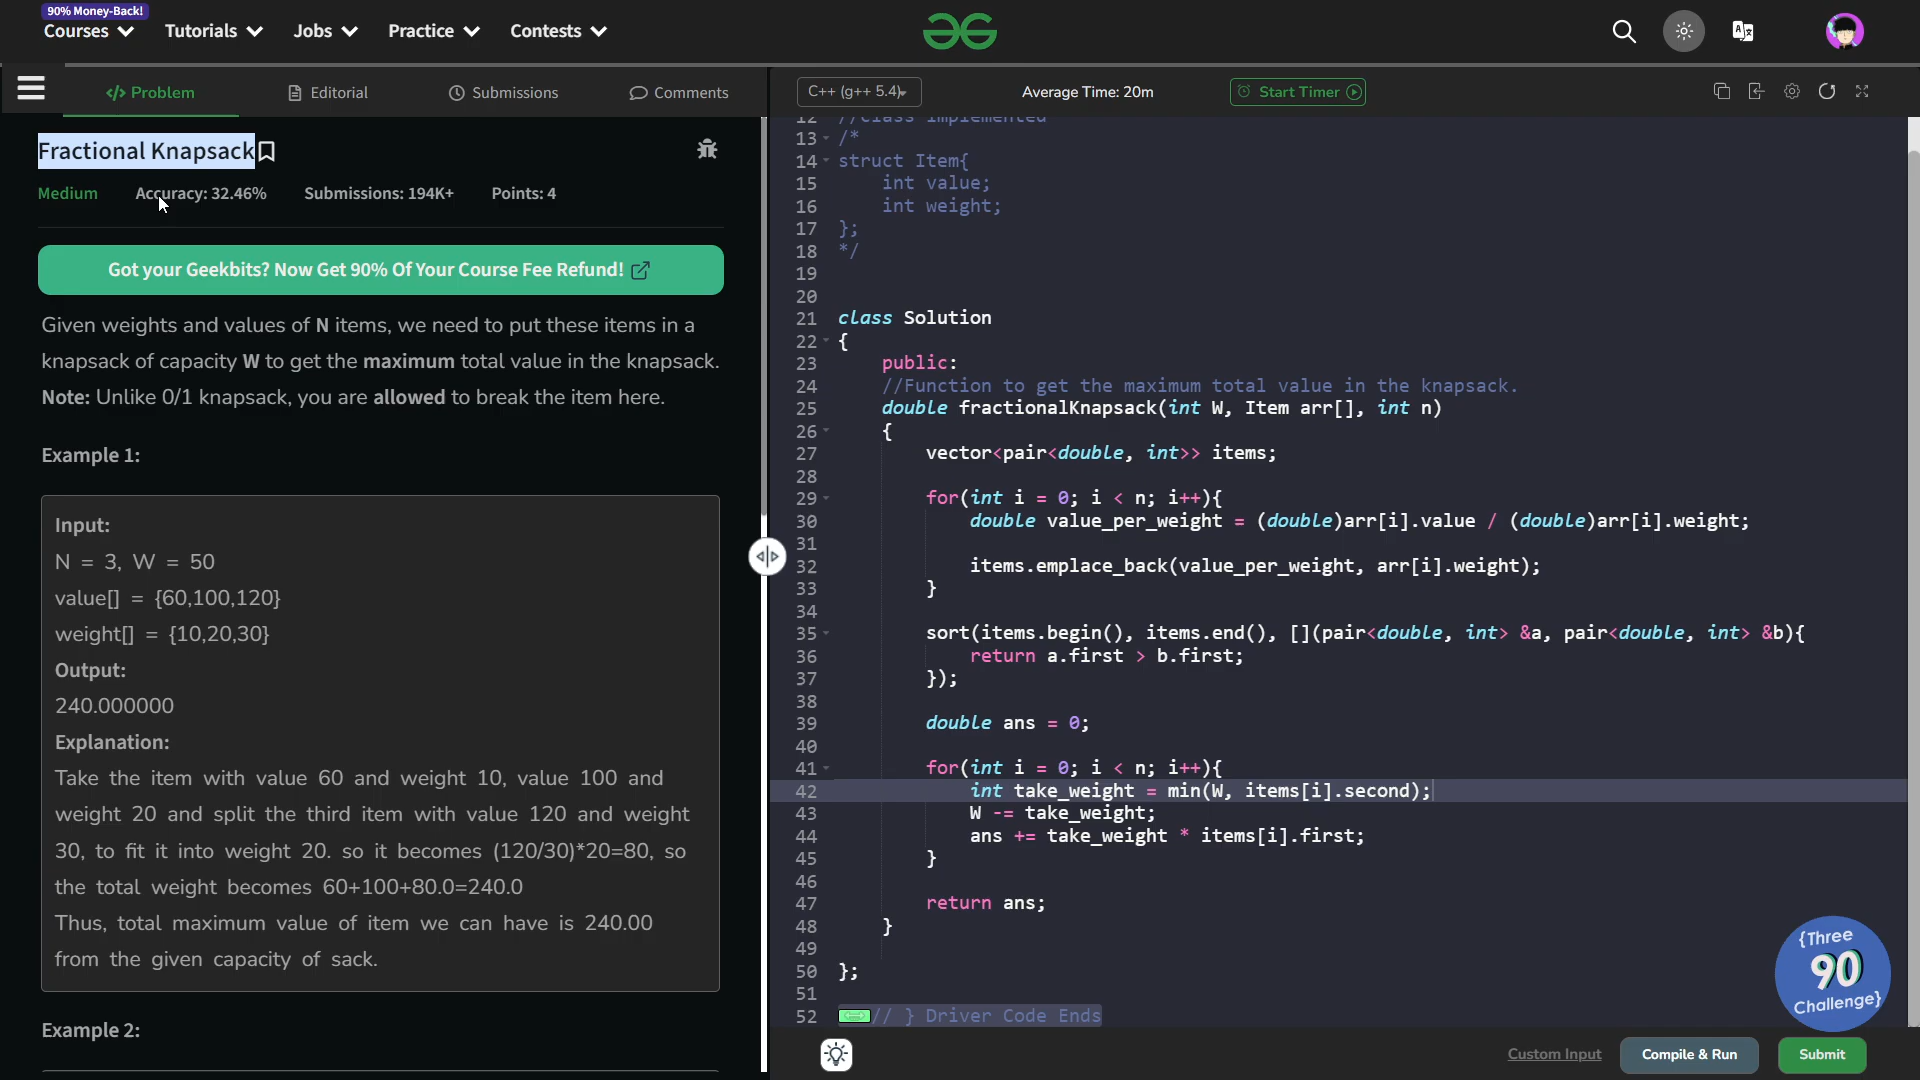 90% Money-Back!
Courses
Tutorials
Jobs
Practice
Contests
Problem
Editorial
Submissions
Comments
C++ (g++ 5.4)
Average Time: 20m
Start Timer
Fractional Knapsack
Medium
Accuracy: 32.46%
Submissions: 194K+
Points: 4
Got your Geekbits? Now Get 90% Of Your Course Fee Refund!
Given weights and values of N items, we need to put these items in a
knapsack of capacity W to get the maximum total value in the knapsack.
Note: Unlike 0/1 knapsack, you are allowed to break the item here.
Example 1:
Input:
N = 3, W = 50
value[] = {60,100,120}
weight[] = {10,20,30}
Output:
240.000000
Explanation:
Take the item with value 60 and weight 10, value 100 and
weight 20 and split the third item with value 120 and weight
30, to fit it into weight 20. so it becomes (120/30)*20=80, so
the total weight becomes 60+100+80.0=240.0
Thus, total maximum value of item we can have is 240.00
from the given capacity of sack.
Example 2:
12 //class implemented
13 /*
14 struct Item{
15 int value;
16 int weight;
17 };
18 */
19
20
21 class Solution
22 {
23 public:
24 //Function to get the maximum total value in the knapsack.
25 double fractionalKnapsack(int W, Item arr[], int n)
26 {
27 vector<pair<double, int>> items;
28
29 for(int i = 0; i < n; i++){
30 double value_per_weight = (double)arr[i].value / (double)arr[i].weight;
31
32 items.emplace_back(value_per_weight, arr[i].weight);
33 }
34
35 sort(items.begin(), items.end(), [](pair<double, int> &a, pair<double, int> &b){
36 return a.first > b.first;
37 });
38
39 double ans = 0;
40
41 for(int i = 0; i < n; i++){
42 int take_weight = min(W, items[i].second);
43 W -= take_weight;
44 ans += take_weight * items[i].first;
45 }
46
47 return ans;
48 }
49
50 };
51
52 // } Driver Code Ends
{Three
90
Challenge}
Custom Input
Compile & Run
Submit